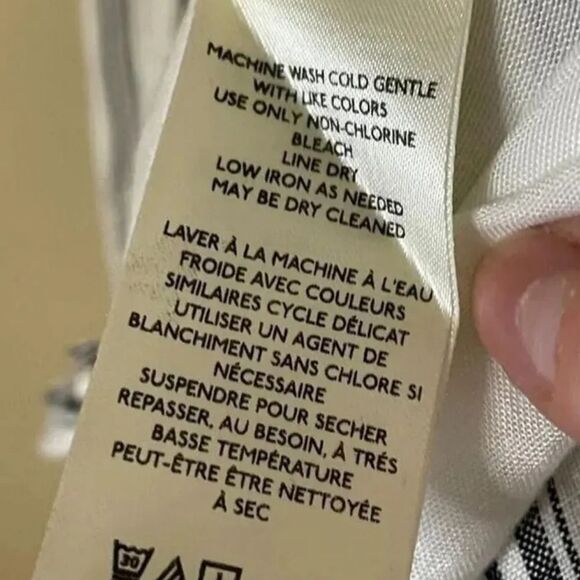 MACHINE WASH COLD GENTLE
WITH LIKE COLORS
USE ONLY NON-CHLORINE
BLEACH
LINE DRY
LOW IRON AS NEEDED
MAY BE DRY CLEANED
LAVER À LA MACHINE À L'EAU
FROIDE AVEC COULEURS
SIMILAIRES CYCLE DÉLICAT
UTILISER UN AGENT DE
BLANCHIMENT SANS CHLORE SI
NÉCESSAIRE
SUSPENDRE POUR SECHER
REPASSER, AU BESOIN, À TRÉS
BASSE TEMPÉRATURE
PEUT-ÊTRE ÊTRE NETTOYÉE
À SEC
30